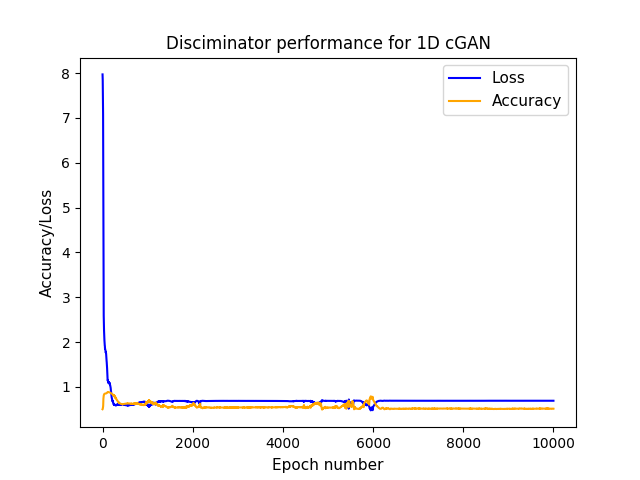 Disciminator performance for 1D cGAN
Loss
Accuracy
Accuracy/Loss
8
7
6
5
4
3
2
1
0
2000
4000
6000
8000
10000
Epoch number